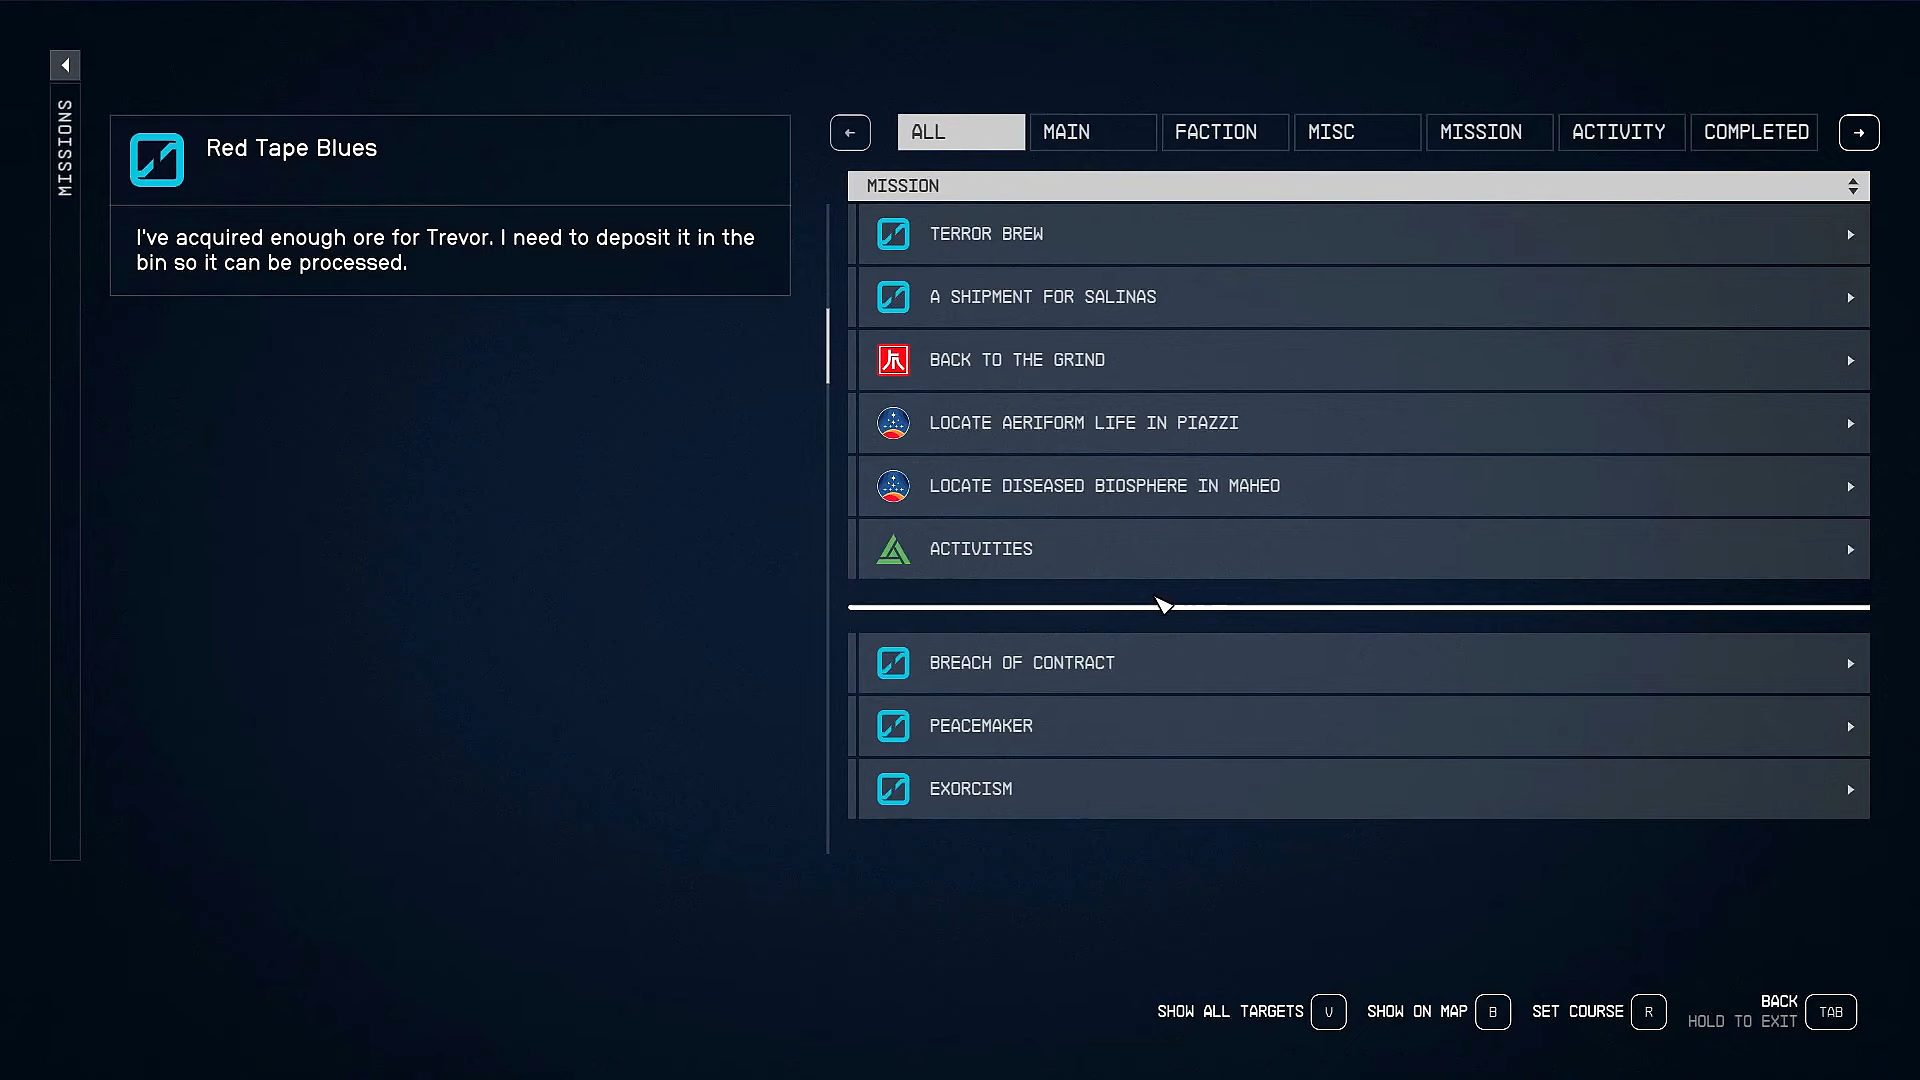 MISSIONS
Red Tape Blues
I've acquired enough ore for Trevor. I need to deposit it in the
bin so it can be processed.
ALL MAIN FACTION MISC MISSION ACTIVITY COMPLETED
MISSION
TERROR BREW
A SHIPMENT FOR SALINAS
BACK TO THE GRIND
LOCATE AERIFORM LIFE IN PIAZZI
LOCATE DISEASED BIOSPHERE IN MAHEO
ACTIVITIES
BREACH OF CONTRACT
PEACEMAKER
EXORCISM
SHOW ALL TARGETS V SHOW ON MAP B SET COURSE R BACK TAB
HOLD TO EXIT